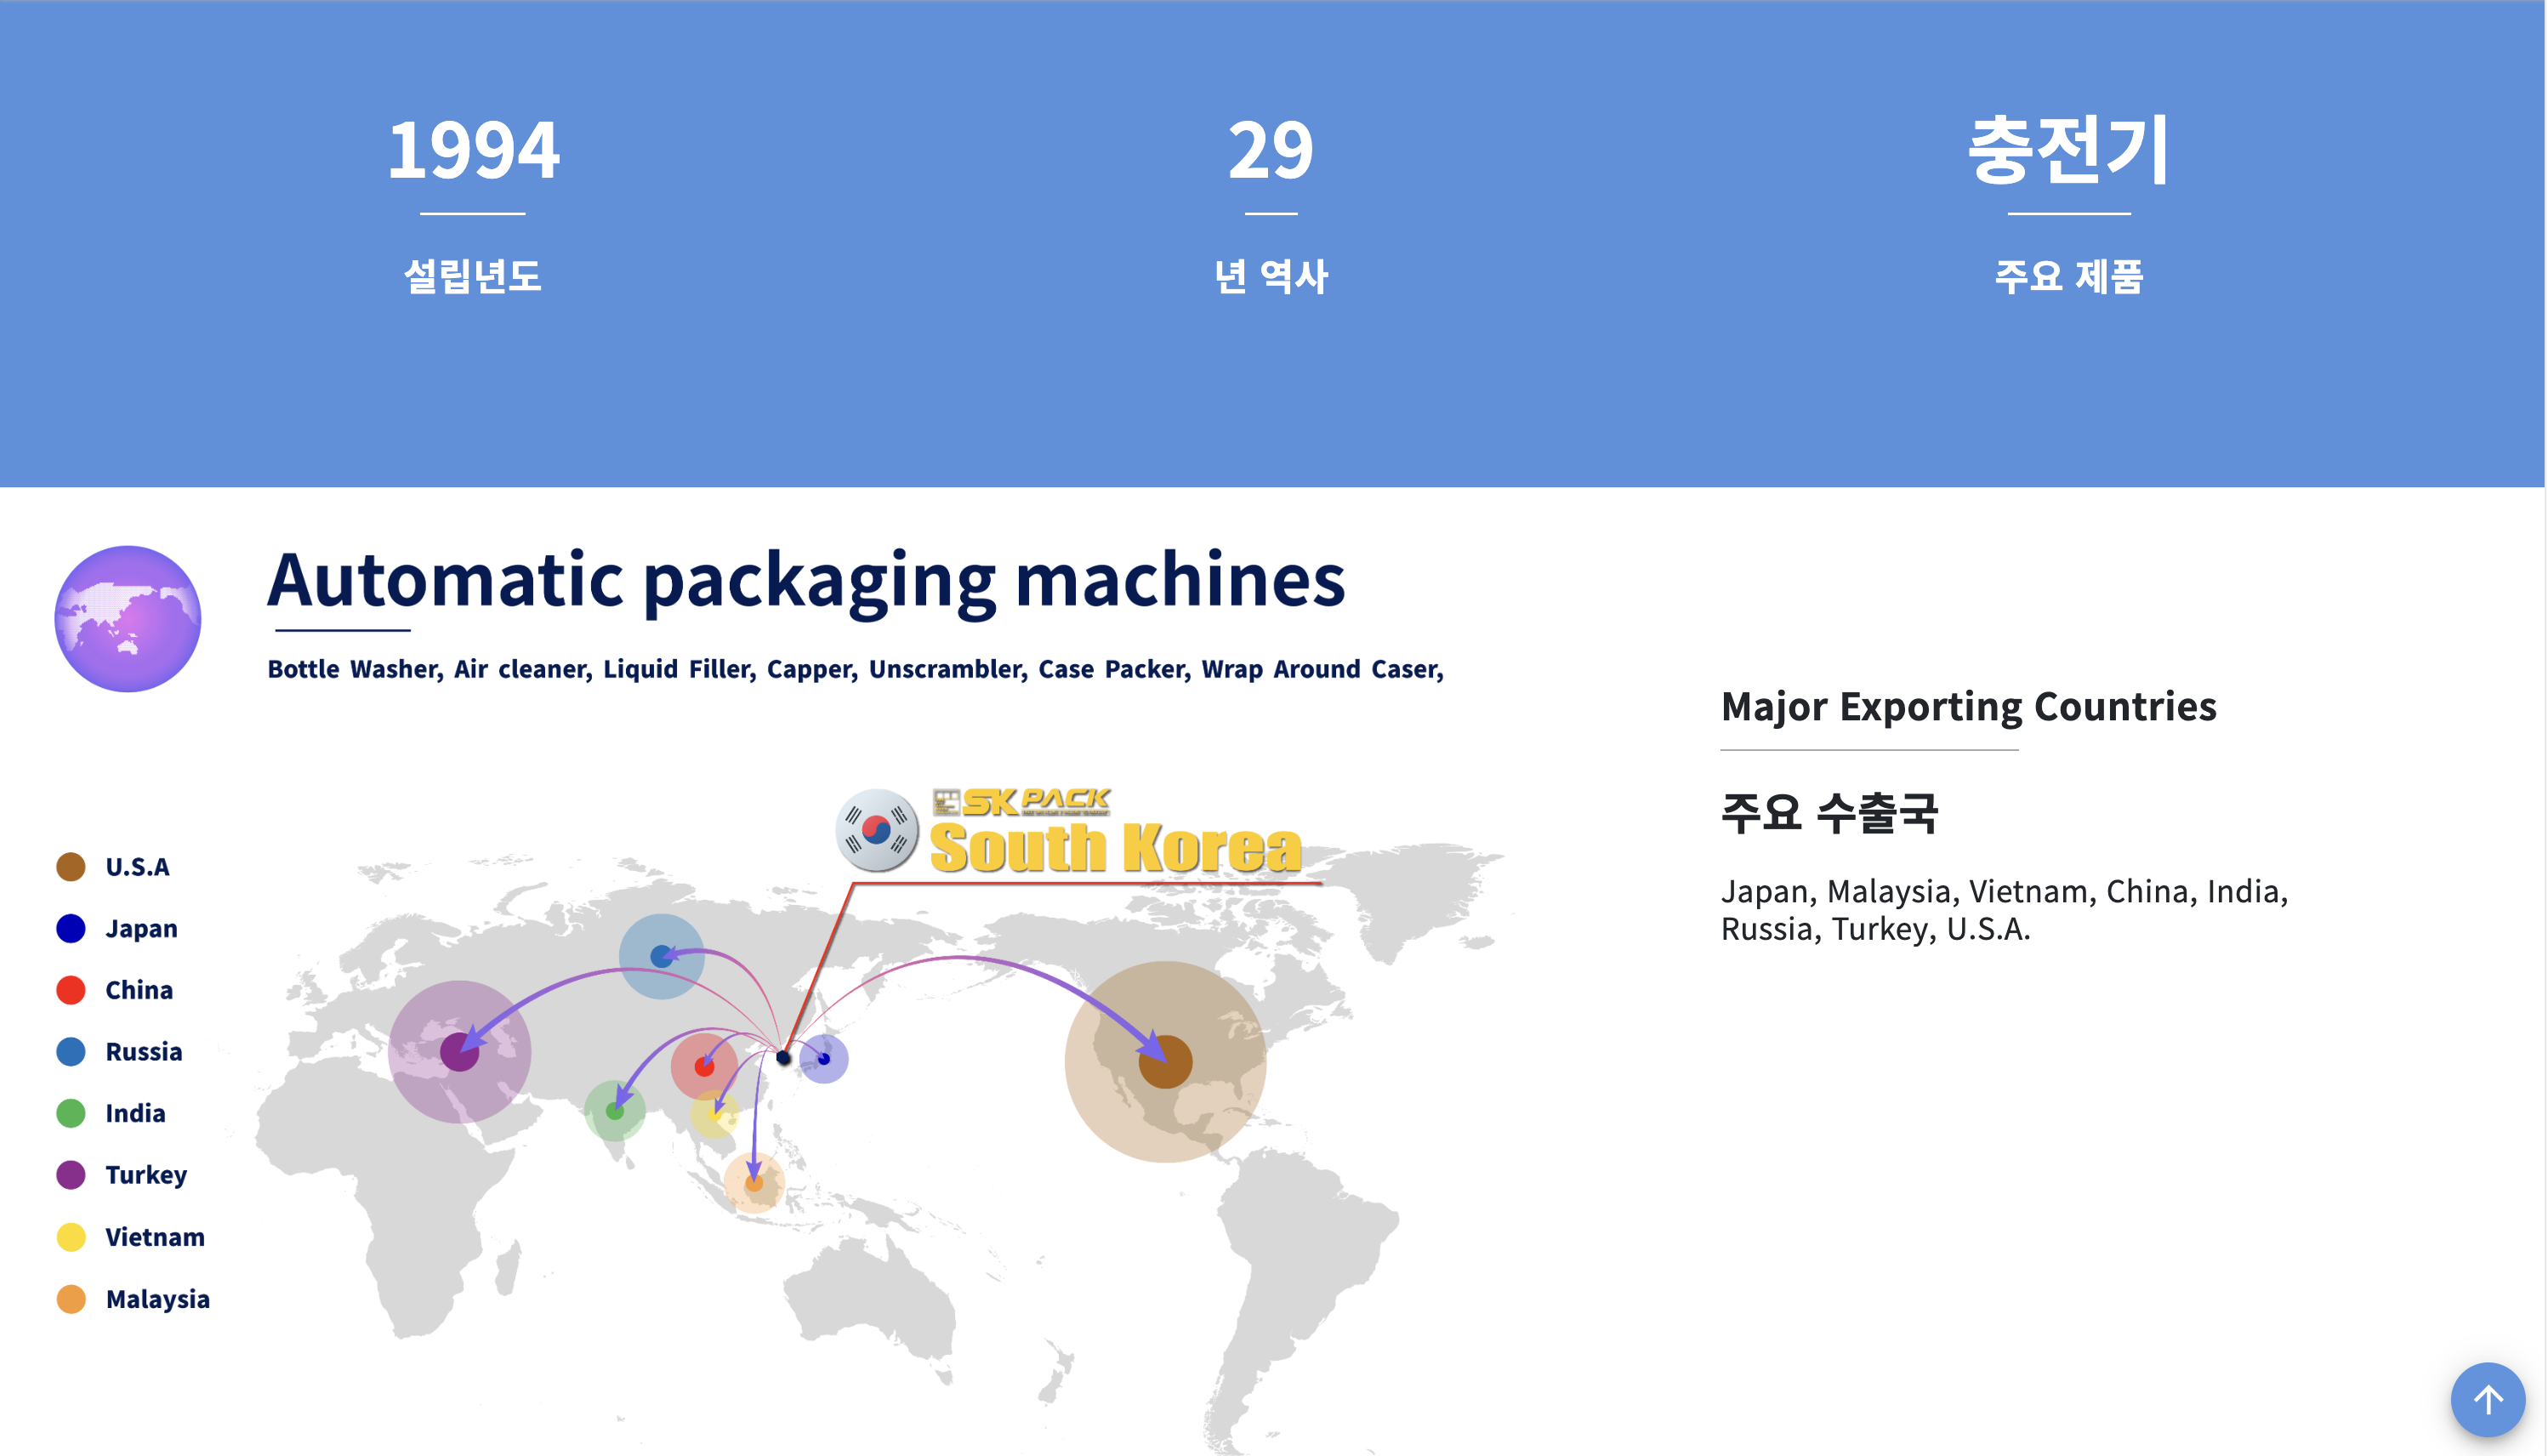 1994
설립년도
29
년 역사
충전기
주요 제품
Automatic packaging machines
Bottle Washer, Air cleaner, Liquid Filler, Capper, Unscrambler, Case Packer, Wrap Around Caser,
SK PACK
South Korea
U.S.A
Japan
China
Russia
India
Turkey
Vietnam
Malaysia
Major Exporting Countries
주요 수출국
Japan, Malaysia, Vietnam, China, India,
Russia, Turkey, U.S.A.